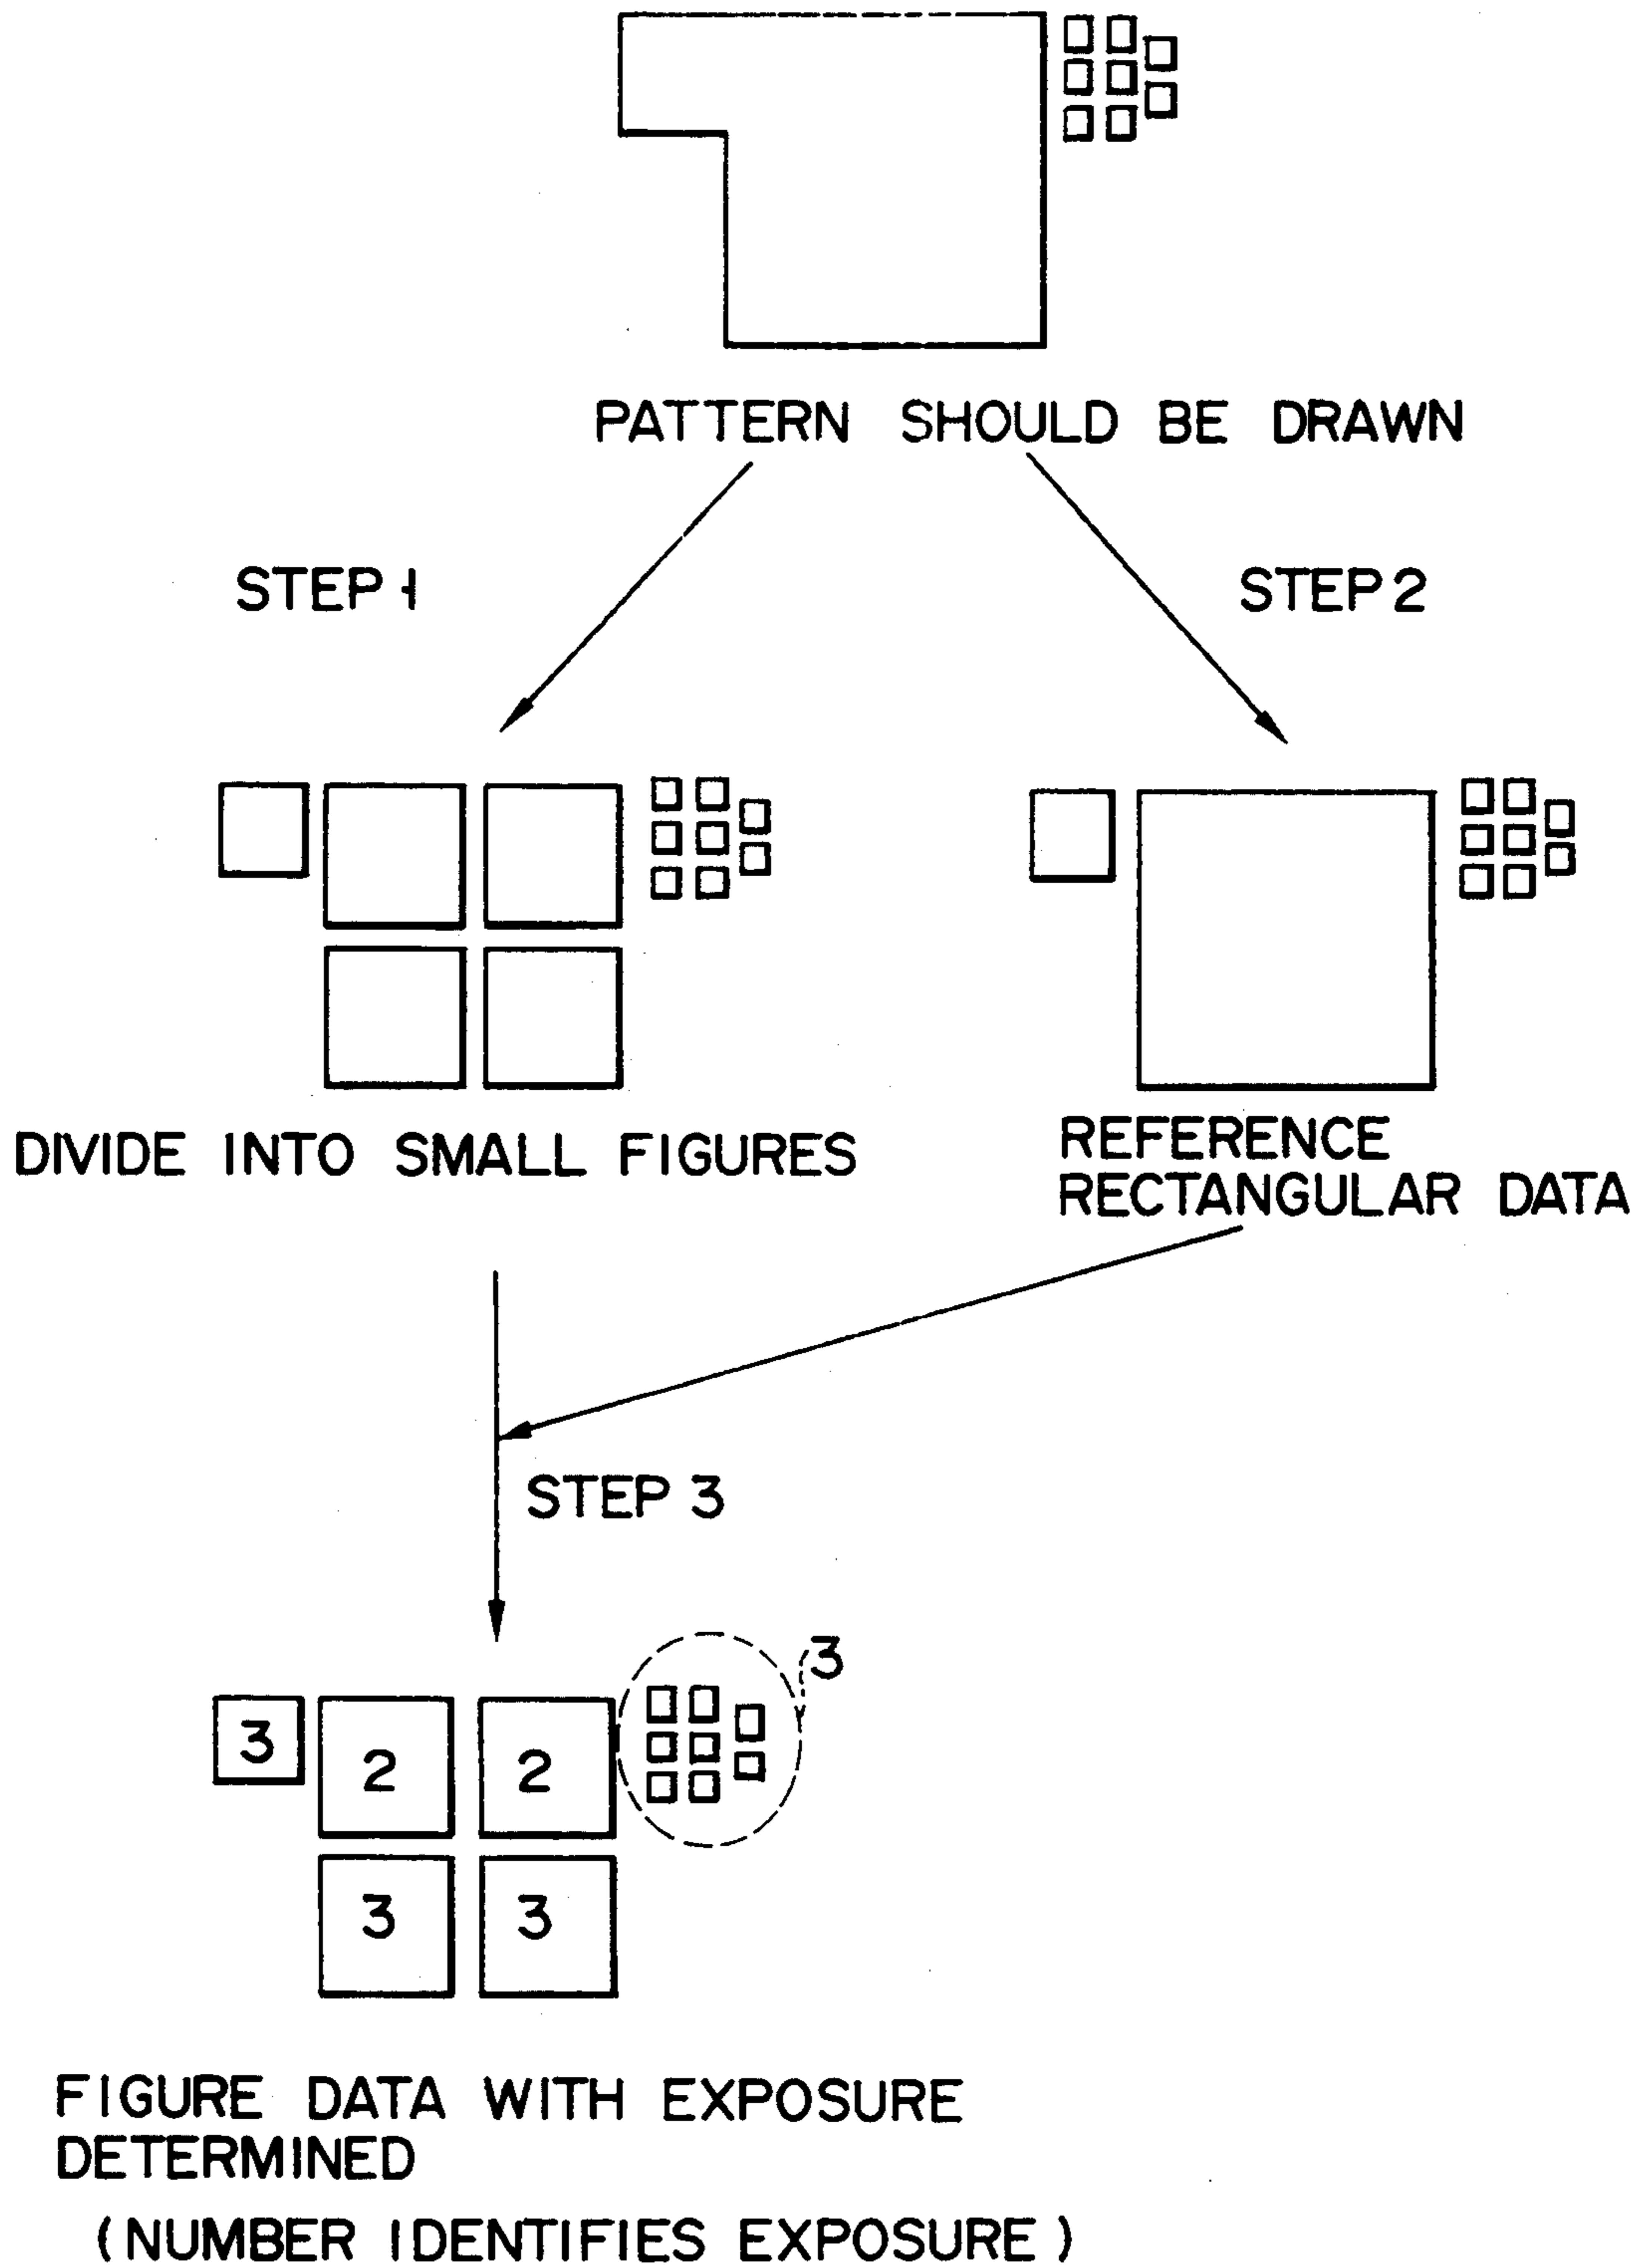 PATTERN SHOULD BE DRAWN
STEP 1
STEP 2
DIVIDE INTO SMALL FIGURES
REFERENCE
RECTANGULAR DATA
STEP 3
3
3
2
2
3
3
FIGURE DATA WITH EXPOSURE
DETERMINED
(NUMBER IDENTIFIES EXPOSURE)